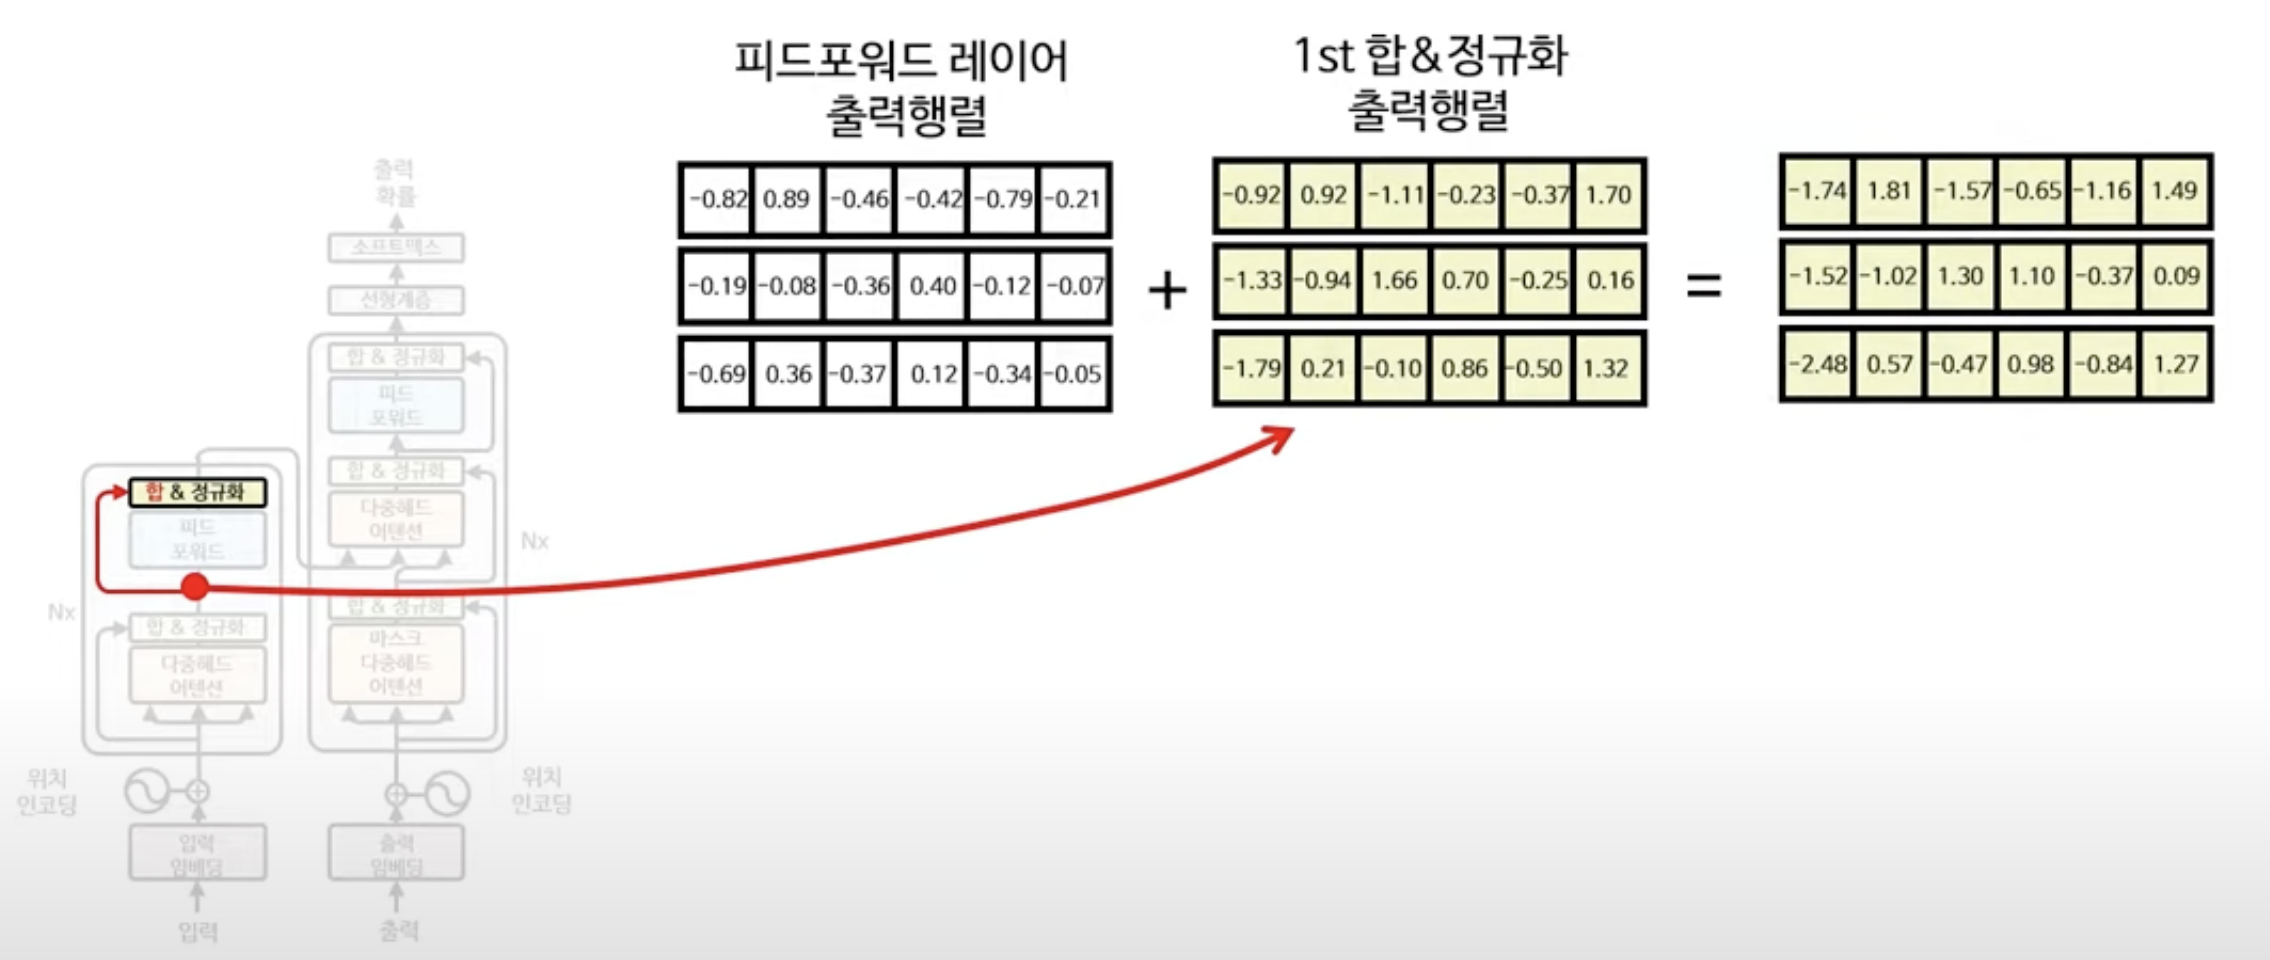 피드포워드 레이어
출력행렬
1st 합&정규화
출력행렬
-0.82 0.89 -0.46 -0.42 -0.79 -0.21
-0.19 -0.08 -0.36 0.40 -0.12 -0.07
-0.69 0.36 -0.37 0.12 -0.34 -0.05
+
-0.92 0.92 -1.11 -0.23 -0.37 1.70
-1.33 -0.94 1.66 0.70 -0.25 0.16
-1.79 0.21 -0.10 0.86 -0.50 1.32
=
-1.74 1.81 -1.57 -0.65 -1.16 1.49
-1.52 -1.02 1.30 1.10 -0.37 0.09
-2.48 0.57 -0.47 0.98 -0.84 1.27
출력
확률
소프트맥스
선형계층
합 & 정규화
피드
포워드
합 & 정규화
다중헤드
어텐션
Nx
합 & 정규화
마스크
다중헤드
어텐션
합 & 정규화
피드
포워드
Nx
합 & 정규화
다중헤드
어텐션
위치
인코딩
위치
인코딩
입력
임베딩
출력
임베딩
입력
출력